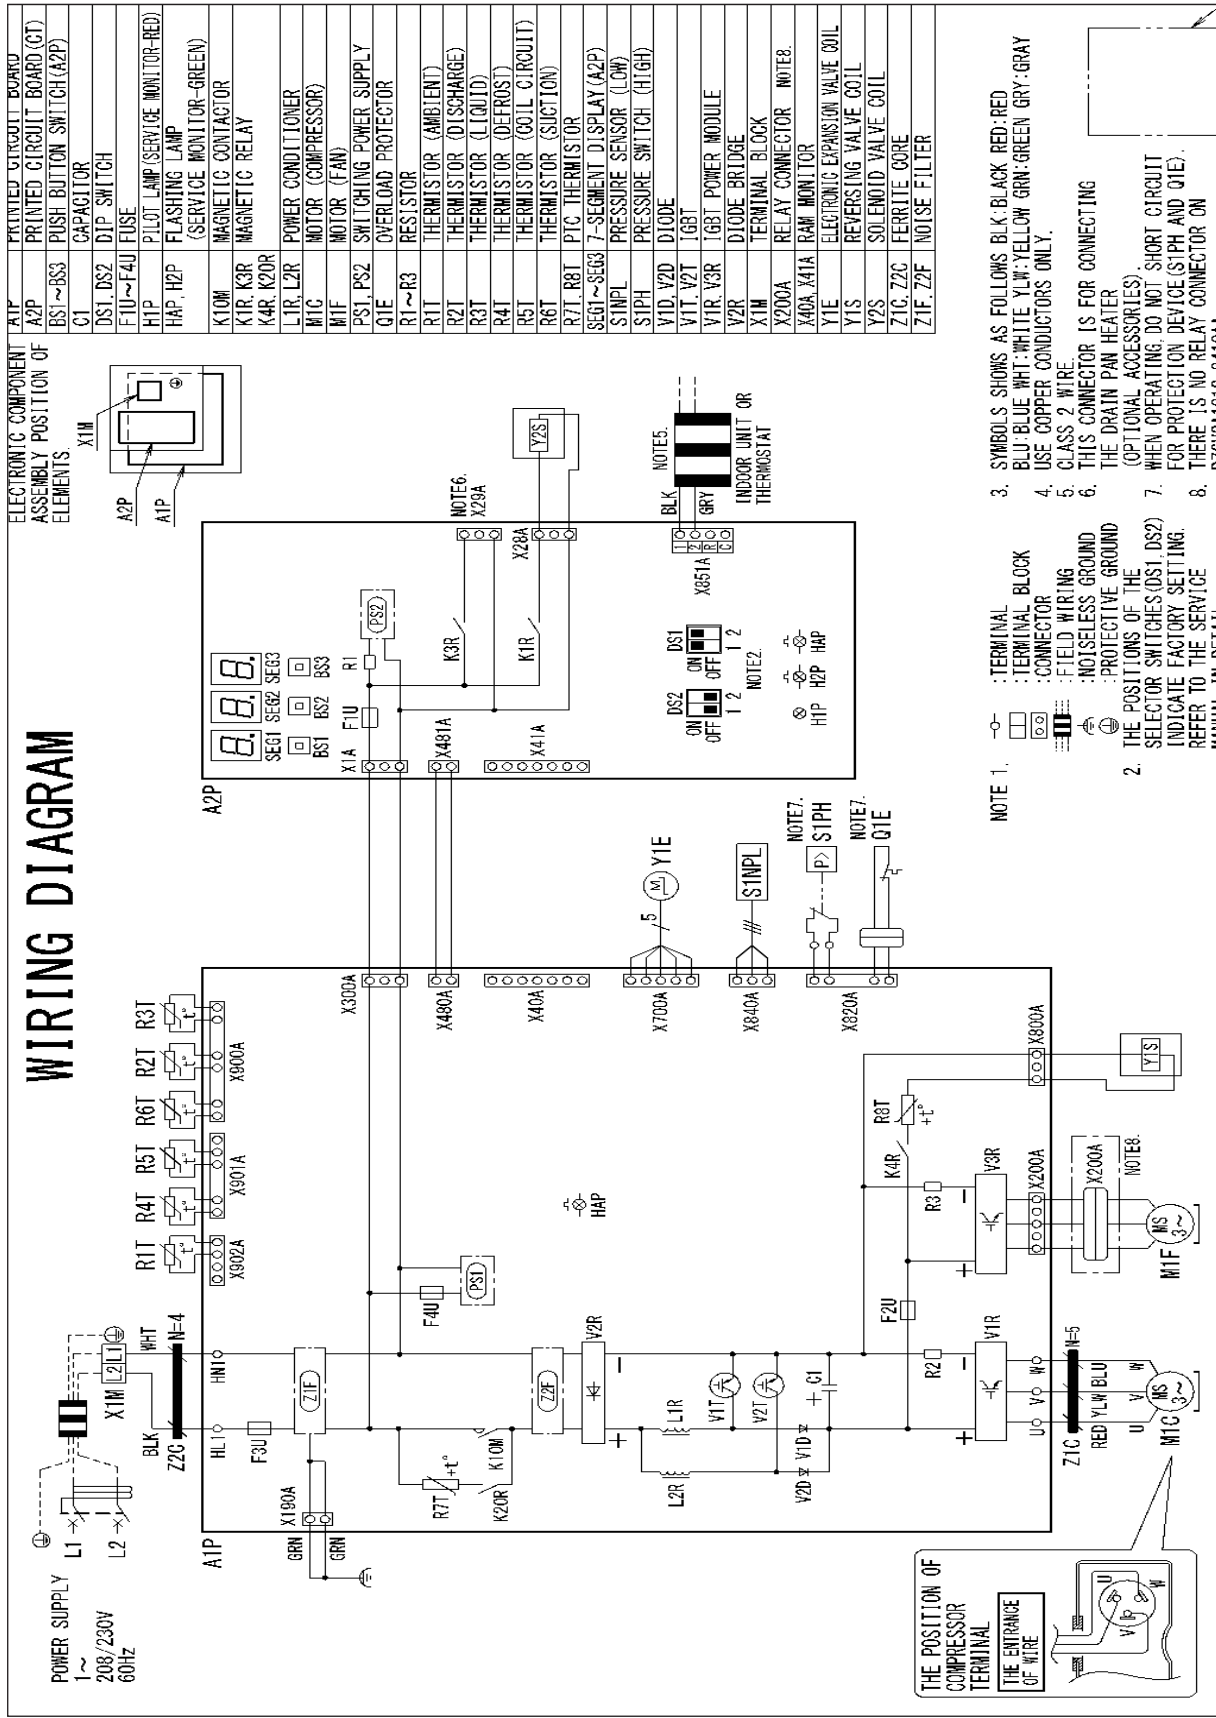 WIRING DIAGRAM
POWER SUPPLY
1~
208/230V
60Hz
L1
L2
X1M
L2 L1
BLK
WHT
Z2C
N=4
A1P
HL1
HN1
F3U
X190A
GRN
GRN
Z1F
R7T
+t°
K20R
K10M
Z2F
F4U
PS1
V2R
+
-
L2R
L1R
V1T
V2T
V2D
V1D
+
C1
R2
F2U
R3
K4R
R8T
+t°
V1R
+
-
V3R
+
-
U
V
W
Z1C
N=5
RED YLW BLU
U
V
W
M1C
MS
3~
X200A
X200A
NOTE8.
M1F
MS
3~
X800A
Y1S
HAP
R1T
t°
R4T
t°
R5T
t°
R6T
t°
R2T
t°
R3T
t°
X902A
X901A
X900A
X300A
X480A
X40A
X700A
X840A
X820A
5
M
Y1E
S1NPL
NOTE7.
S1PH
P>
NOTE7.
Q1E
THE POSITION OF
COMPRESSOR
TERMINAL
THE ENTRANCE
OF WIRE
U
V
W
A2P
SEG1 SEG2 SEG3
BS1
BS2
BS3
X1A
F1U
R1
PS2
X481A
X41A
K3R
K1R
NOTE6.
X29A
X28A
Y2S
DS2
ON
OFF
1 2
DS1
ON
OFF
1 2
NOTE2.
H1P
H2P
HAP
X851A
1
2
R
C
BLK
GRY
NOTE5.
INDOOR UNIT OR
THERMOSTAT
ELECTRONIC COMPONENT
ASSEMBLY POSITION OF
ELEMENTS.
A2P
A1P
X1M
A1P PRINTED CIRCUIT BOARD
A2P PRINTED CIRCUIT BOARD (CT)
BS1~BS3 PUSH BUTTON SWITCH (A2P)
C1 CAPACITOR
DS1, DS2 DIP SWITCH
F1U~F4U FUSE
H1P PILOT LAMP (SERVICE MONITOR-RED)
HAP, H2P FLASHING LAMP
(SERVICE MONITOR-GREEN)
K10M MAGNETIC CONTACTOR
K1R, K3R MAGNETIC RELAY
K4R, K20R
L1R, L2R POWER CONDITIONER
M1C MOTOR (COMPRESSOR)
M1F MOTOR (FAN)
PS1, PS2 SWITCHING POWER SUPPLY
Q1E OVERLOAD PROTECTOR
R1~R3 RESISTOR
R1T THERMISTOR (AMBIENT)
R2T THERMISTOR (DISCHARGE)
R3T THERMISTOR (LIQUID)
R4T THERMISTOR (DEFROST)
R5T THERMISTOR (COIL CIRCUIT)
R6T THERMISTOR (SUCTION)
R7T, R8T PTC THERMISTOR
SEG1~SEG3 7-SEGMENT DISPLAY (A2P)
S1NPL PRESSURE SENSOR (LOW)
S1PH PRESSURE SWITCH (HIGH)
V1D, V2D DIODE
V1T, V2T IGBT
V1R, V3R IGBT POWER MODULE
V2R DIODE BRIDGE
X1M TERMINAL BLOCK
X200A RELAY CONNECTOR NOTE8.
X40A, X41A RAM MONITOR
Y1E ELECTRONIC EXPANSION VALVE COIL
Y1S REVERSING VALVE COIL
Y2S SOLENOID VALVE COIL
Z1C, Z2C FERRITE CORE
Z1F, Z2F NOISE FILTER
NOTE 1.
:TERMINAL
:TERMINAL BLOCK
:CONNECTOR
:FIELD WIRING
:NOISELESS GROUND
:PROTECTIVE GROUND
2. THE POSITIONS OF THE
SELECTOR SWITCHES(DS1, DS2)
INDICATE FACTORY SETTING.
REFER TO THE SERVICE
MANUAL IN DETAIL.
3. SYMBOLS SHOWS AS FOLLOWS BLK:BLACK RED:RED
BLU:BLUE WHT:WHITE YLW:YELLOW GRN:GREEN GRY:GRAY
4. USE COPPER CONDUCTORS ONLY.
5. CLASS 2 WIRE.
6. THIS CONNECTOR IS FOR CONNECTING
THE DRAIN PAN HEATER
(OPTIONAL ACCESSORIES).
7. WHEN OPERATING, DO NOT SHORT CIRCUIT
FOR PROTECTION DEVICE(S1PH AND Q1E).
8. THERE IS NO RELAY CONNECTOR ON